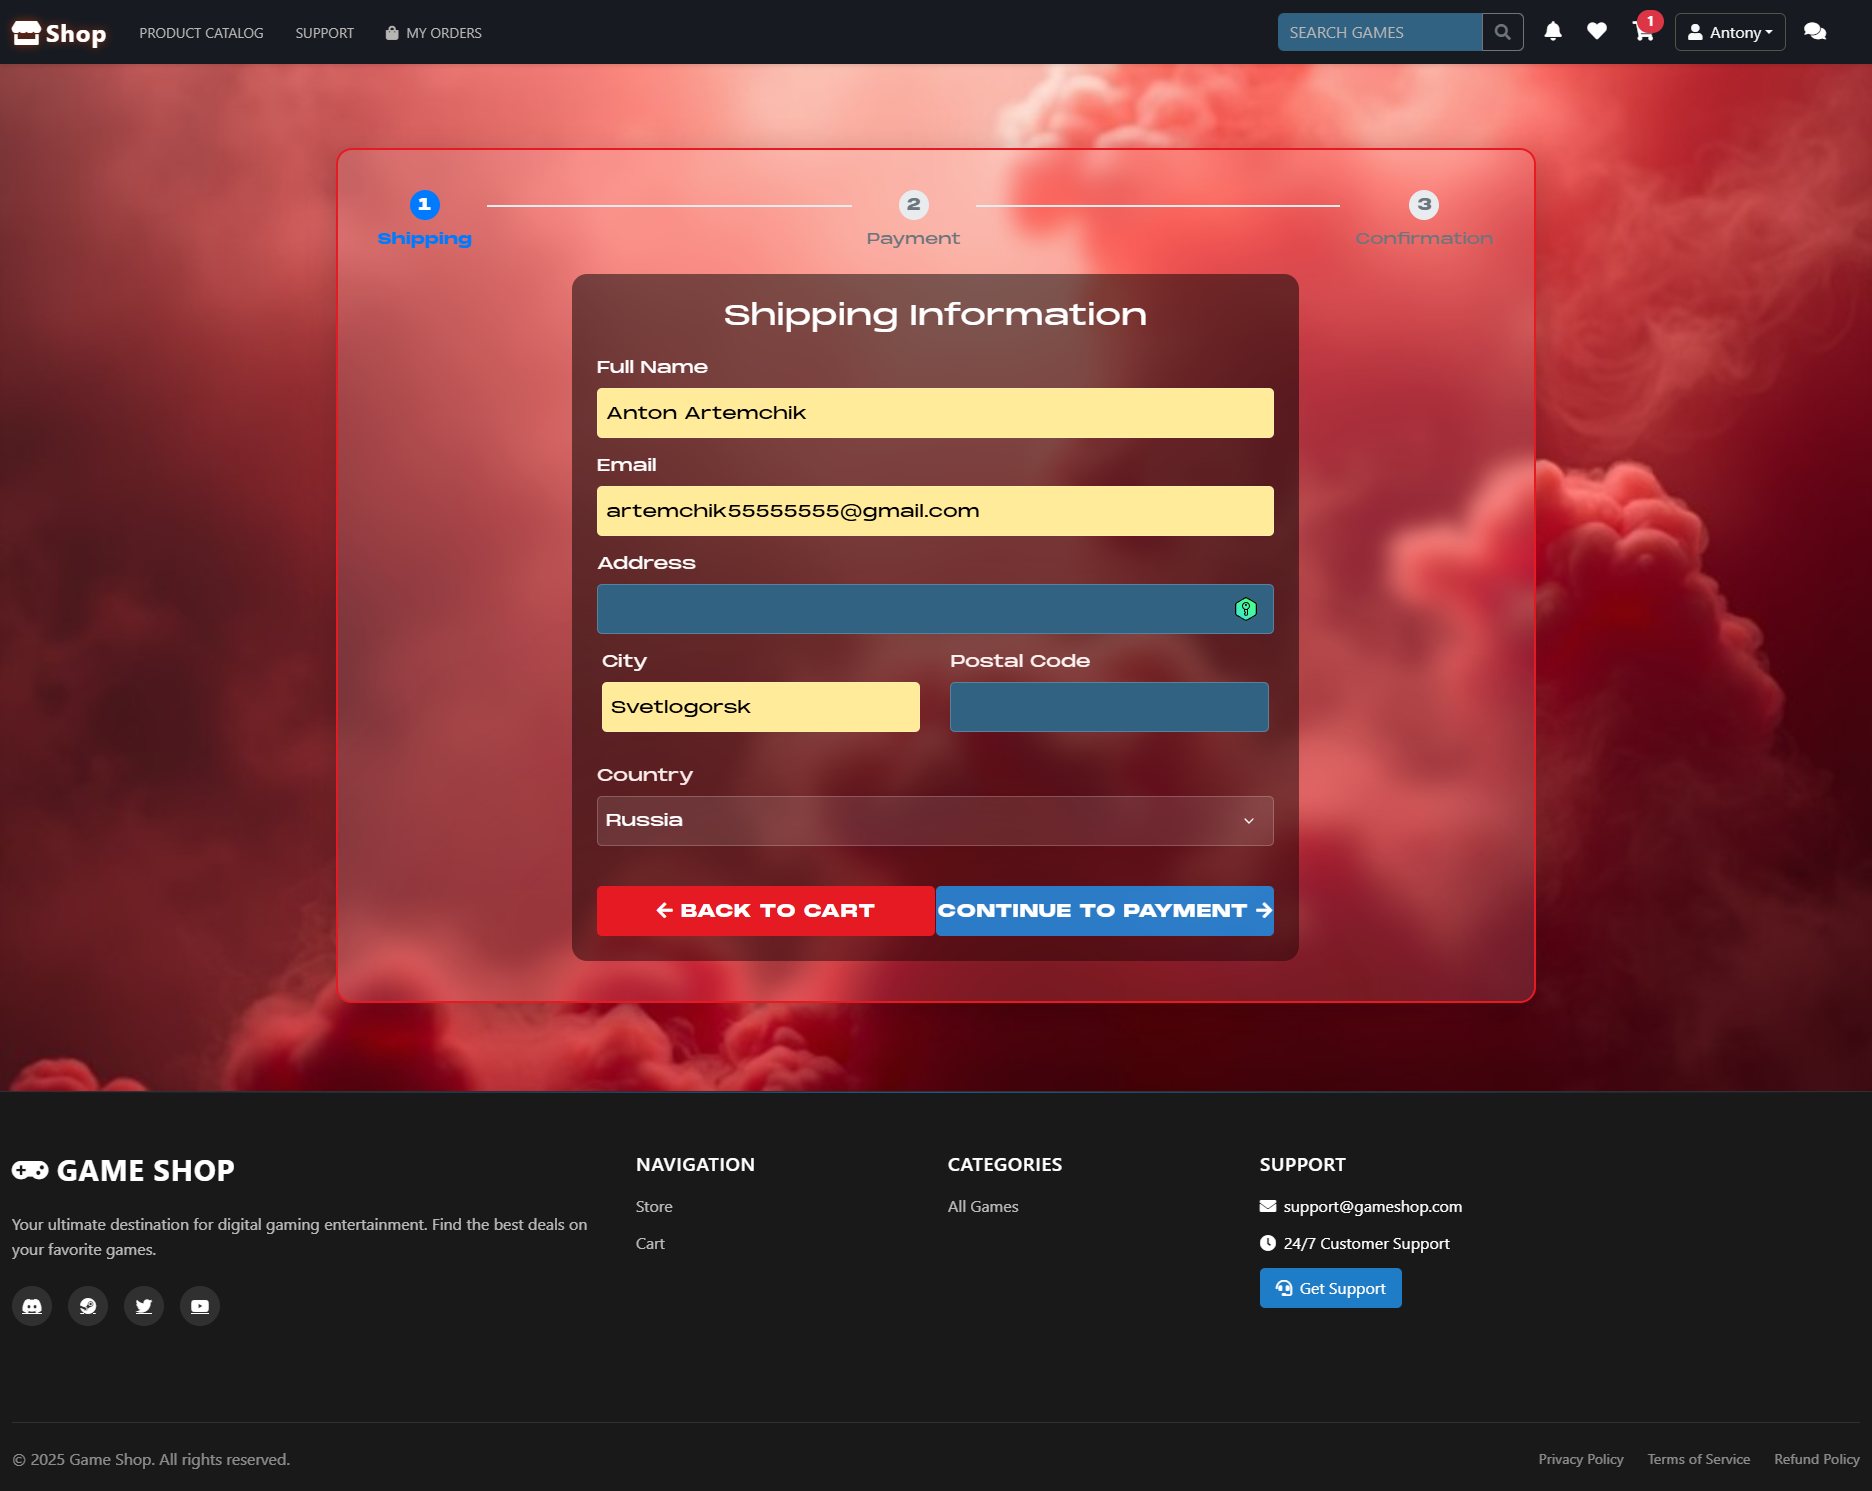 Shop
PRODUCT CATALOG
SUPPORT
MY ORDERS
SEARCH GAMES
1
Antony
1
2
3
Shipping
Payment
Confirmation
Shipping Information
Full Name
Anton Artemchik
Email
artemchik55555555@gmail.com
Address
City
Postal Code
Svetlogorsk
Country
Russia
BACK TO CART
CONTINUE TO PAYMENT
GAME SHOP
Your ultimate destination for digital gaming entertainment. Find the best deals on
your favorite games.
NAVIGATION
Store
Cart
CATEGORIES
All Games
SUPPORT
support@gameshop.com
24/7 Customer Support
Get Support
© 2025 Game Shop. All rights reserved.
Privacy Policy
Terms of Service
Refund Policy